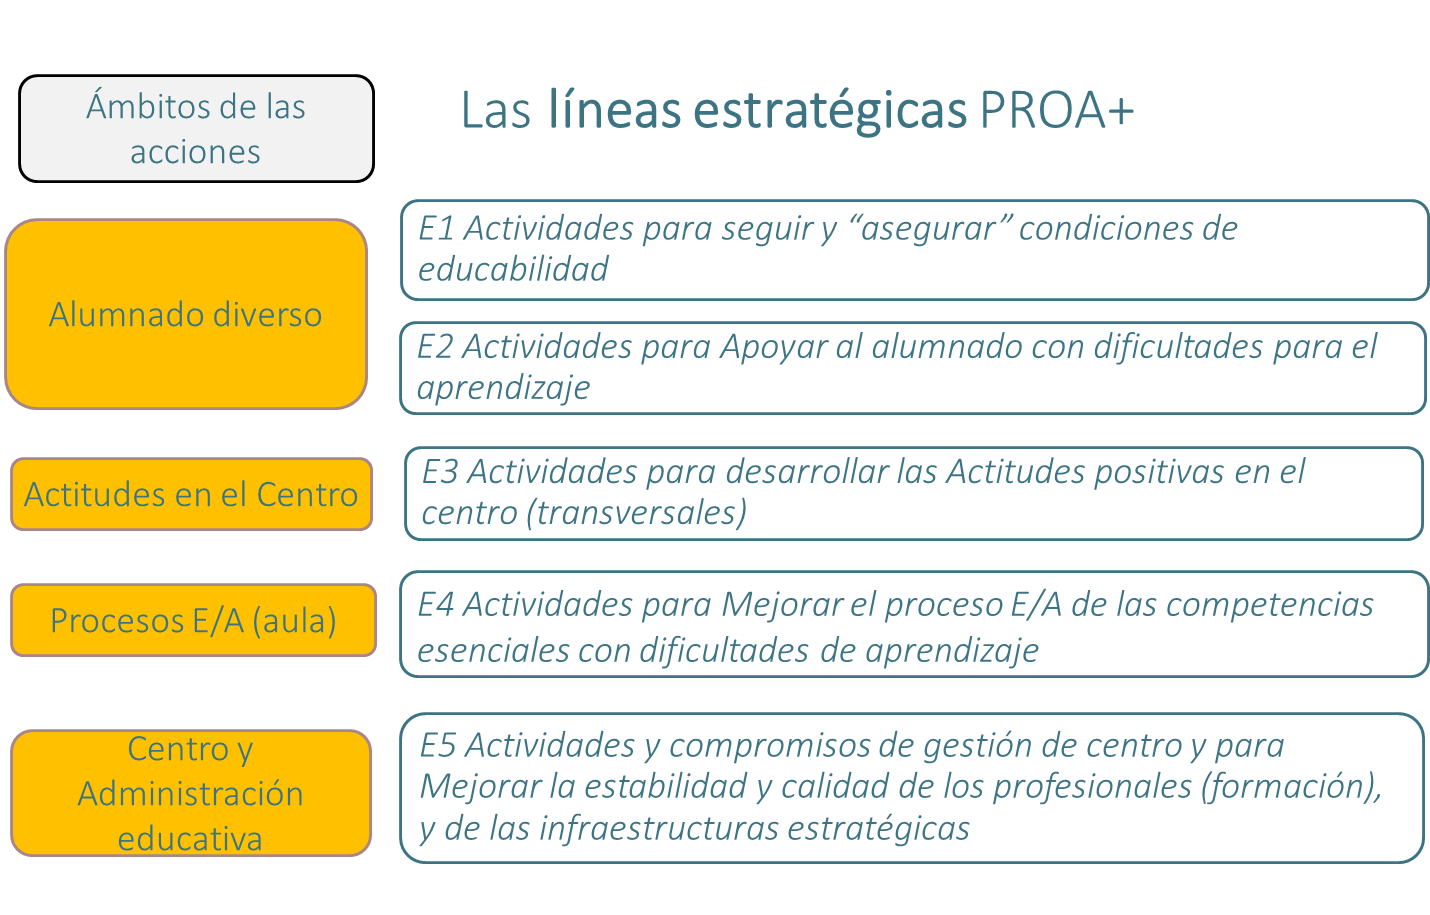 Ámbitos de las
acciones
Las líneas estratégicas PROA+
Alumnado diverso
E1 Actividades para seguir y “asegurar” condiciones de
educabilidad
E2 Actividades para Apoyar al alumnado con dificultades para el
aprendizaje
Actitudes en el Centro
E3 Actividades para desarrollar las Actitudes positivas en el
centro (transversales)
Procesos E/A (aula)
E4 Actividades para Mejorar el proceso E/A de las competencias
esenciales con dificultades de aprendizaje
Centro y
Administración
educativa
E5 Actividades y compromisos de gestión de centro y para
Mejorar la estabilidad y calidad de los profesionales (formación),
y de las infraestructuras estratégicas